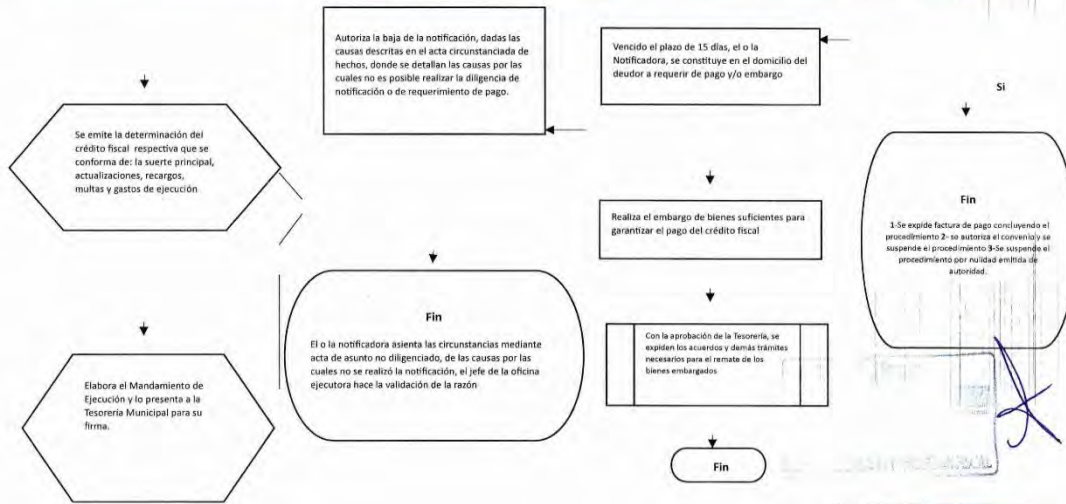 Autoriza la baja de la notificación, dadas las
causas descritas en el acta circunstanciada de
hechos, donde se detallan las causas por las
cuales no es posible realizar la diligencia de
notificación o de requerimiento de pago.
Vencido el plazo de 15 días, el o la
Notificadora, se constituye en el domicilio del
deudor a requerir de pago y/o embargo
Si
Se emite la determinación del
crédito fiscal respectiva que se
conforma de: la suerte principal,
actualizaciones, recargos,
multas y gastos de ejecución
Realiza el embargo de bienes suficientes para
garantizar el pago del crédito fiscal
Fin
1-Se expide factura de pago concluyendo el
procedimiento 2- se autoriza el convenio y se
suspende el procedimiento 3-Se suspende el
procedimiento por nulidad emitida de
autoridad.
Fin
El o la notificadora asienta las circunstancias mediante
acta de asunto no diligenciado, de las causas por las
cuales no se realizó la notificación, el jefe de la oficina
ejecutora hace la validación de la razón
Con la aprobación de la Tesorería, se
expiden los acuerdos y demás trámites
necesarios para el remate de los
bienes embargados
Elabora el Mandamiento de
Ejecución y lo presenta a la
Tesorería Municipal para su
firma.
Fin